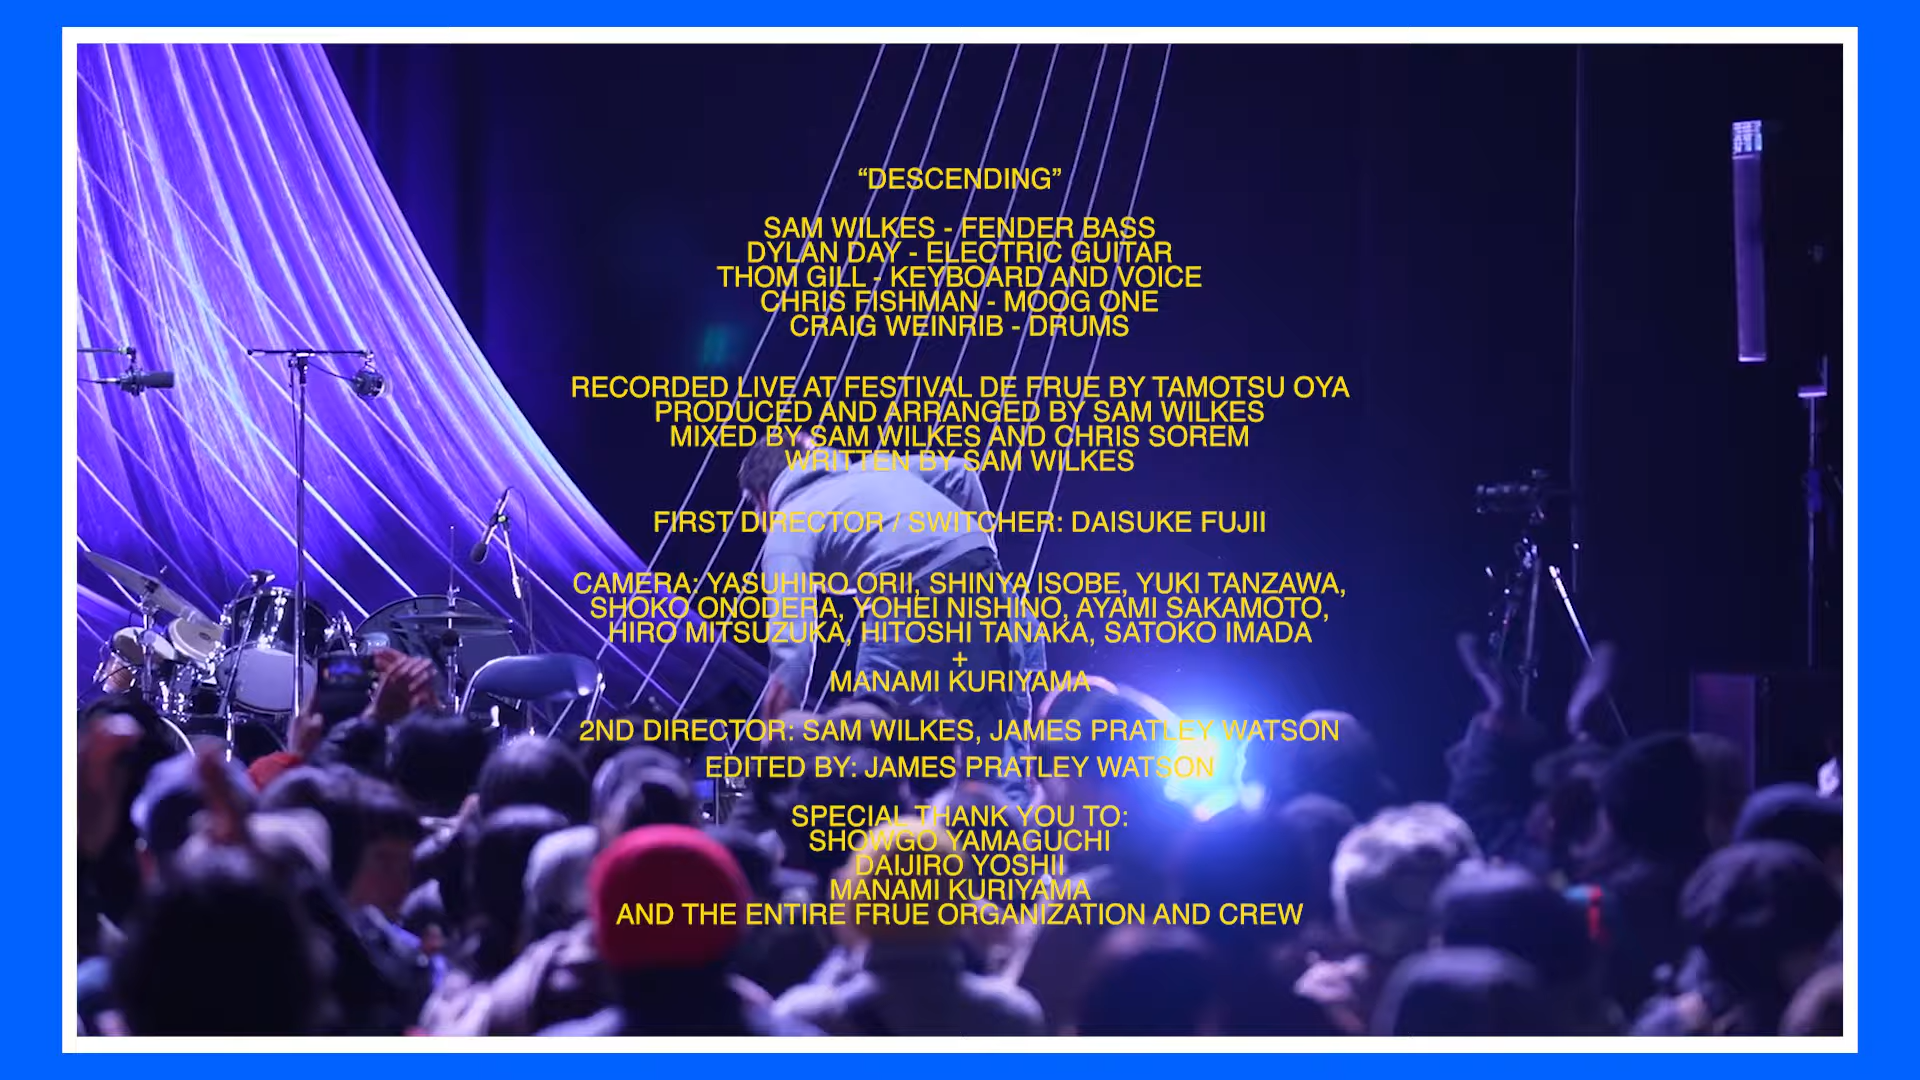 “DESCENDING”
SAM WILKES - FENDER BASS
DYLAN DAY - ELECTRIC GUITAR
THOM GILL - KEYBOARD AND VOICE
CHRIS FISHMAN - MOOG ONE
CRAIG WEINRIB - DRUMS
RECORDED LIVE AT FESTIVAL DE FRUE BY TAMOTSU OYA
PRODUCED AND ARRANGED BY SAM WILKES
MIXED BY SAM WILKES AND CHRIS SOREM
WRITTEN BY SAM WILKES
FIRST DIRECTOR / SWITCHER: DAISUKE FUJII
CAMERA: YASUHIRO ORII, SHINYA ISOBE, YUKI TANZAWA,
SHOKO ONODERA, YOHEI NISHINO, AYAMI SAKAMOTO,
HIRO MITSUZUKA, HITOSHI TANAKA, SATOKO IMADA
+
MANAMI KURIYAMA
2ND DIRECTOR: SAM WILKES, JAMES PRATLEY WATSON
EDITED BY: JAMES PRATLEY WATSON
SPECIAL THANK YOU TO:
SHOWGO YAMAGUCHI
DAIJIRO YOSHII
MANAMI KURIYAMA
AND THE ENTIRE FRUE ORGANIZATION AND CREW